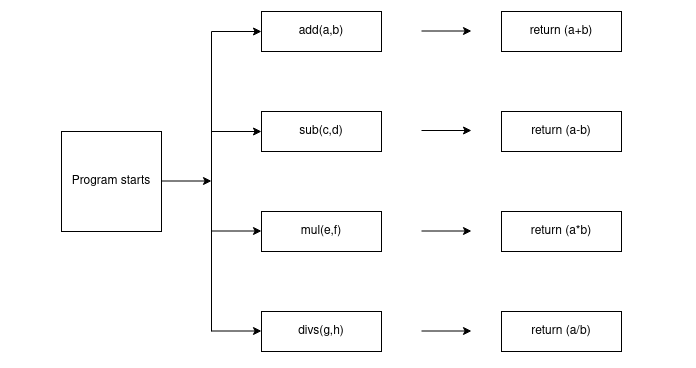 add(a,b)
return (a+b)
sub(c,d)
return (a-b)
Program starts
mul(e,f)
return (a*b)
divs(g,h)
return (a/b)